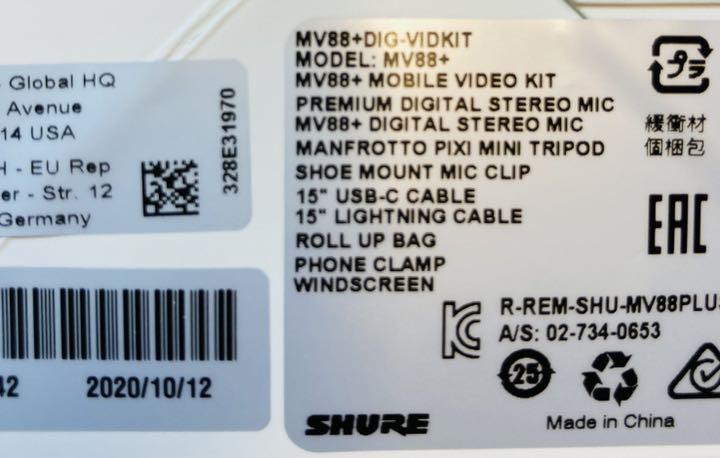 Global HQ
Avenue
14 USA
H - EU Rep
er - Str. 12
Germany
328E31970
42
2020/10/12
MV88+DIG-VIDKIT
MODEL: MV88+
MV88+ MOBILE VIDEO KIT
PREMIUM DIGITAL STEREO MIC
MV88+ DIGITAL STEREO MIC
MANFROTTO PIXI MINI TRIPOD
SHOE MOUNT MIC CLIP
15" USB-C CABLE
15" LIGHTNING CABLE
ROLL UP BAG
PHONE CLAMP
WINDSCREEN
プラ
緩衝材
個梱包
EAC
R-REM-SHU-MV88PLUS
A/S: 02-734-0653
25
SHURE
Made in China